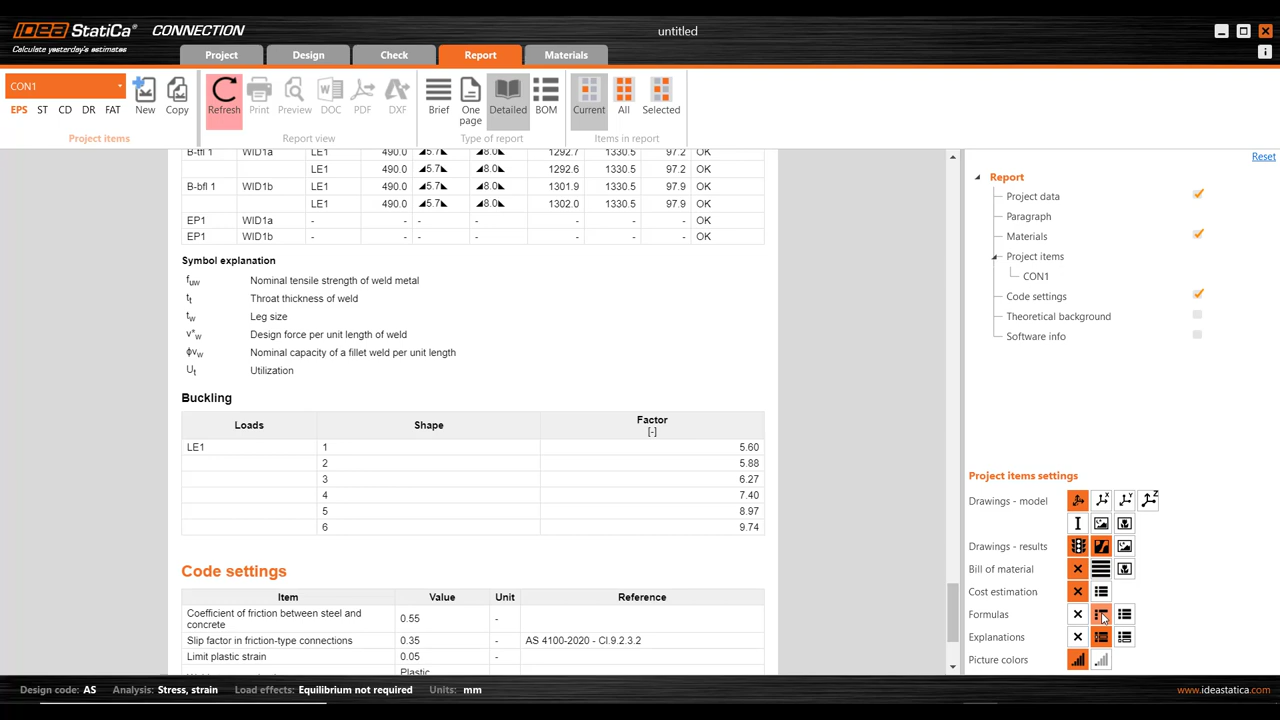 IDEA StatiCa® CONNECTION
Calculate yesterday's estimates
untitled
Project Design Check Report Materials
CON1
EPS ST CD DR FAT
New Copy
Refresh Print Preview DOC PDF DXF
Brief One page Detailed BOM
Current All Selected
Project items Report view Type of report Items in report
B-tfl 1 WID1a LE1 490.0 ◢5.7◣ ◢8.0◣ 1292.7 1330.5 97.2 OK
LE1 490.0 ◢5.7◣ ◢8.0◣ 1292.6 1330.5 97.2 OK
B-bfl 1 WID1b LE1 490.0 ◢5.7◣ ◢8.0◣ 1301.9 1330.5 97.9 OK
LE1 490.0 ◢5.7◣ ◢8.0◣ 1302.0 1330.5 97.9 OK
EP1 WID1a - - - - - - - OK
EP1 WID1b - - - - - - - OK
Symbol explanation
fuw Nominal tensile strength of weld metal
tt Throat thickness of weld
tw Leg size
v*w Design force per unit length of weld
ϕvw Nominal capacity of a fillet weld per unit length
Ut Utilization
Buckling
Loads Shape Factor
[-]
LE1 1 5.60
2 5.88
3 6.27
4 7.40
5 8.97
6 9.74
Code settings
Item Value Unit Reference
Coefficient of friction between steel and concrete 0.55 -
Slip factor in friction-type connections 0.35 - AS 4100-2020 - Cl.9.2.3.2
Limit plastic strain 0.05 -
Plastic
Reset
Report
Project data
Paragraph
Materials
Project items
CON1
Code settings
Theoretical background
Software info
Project items settings
Drawings - model
X Y Z
Drawings - results
Bill of material
Cost estimation
Formulas
Explanations
Picture colors
Design code: AS Analysis: Stress, strain Load effects: Equilibrium not required Units: mm
www.ideastatica.com